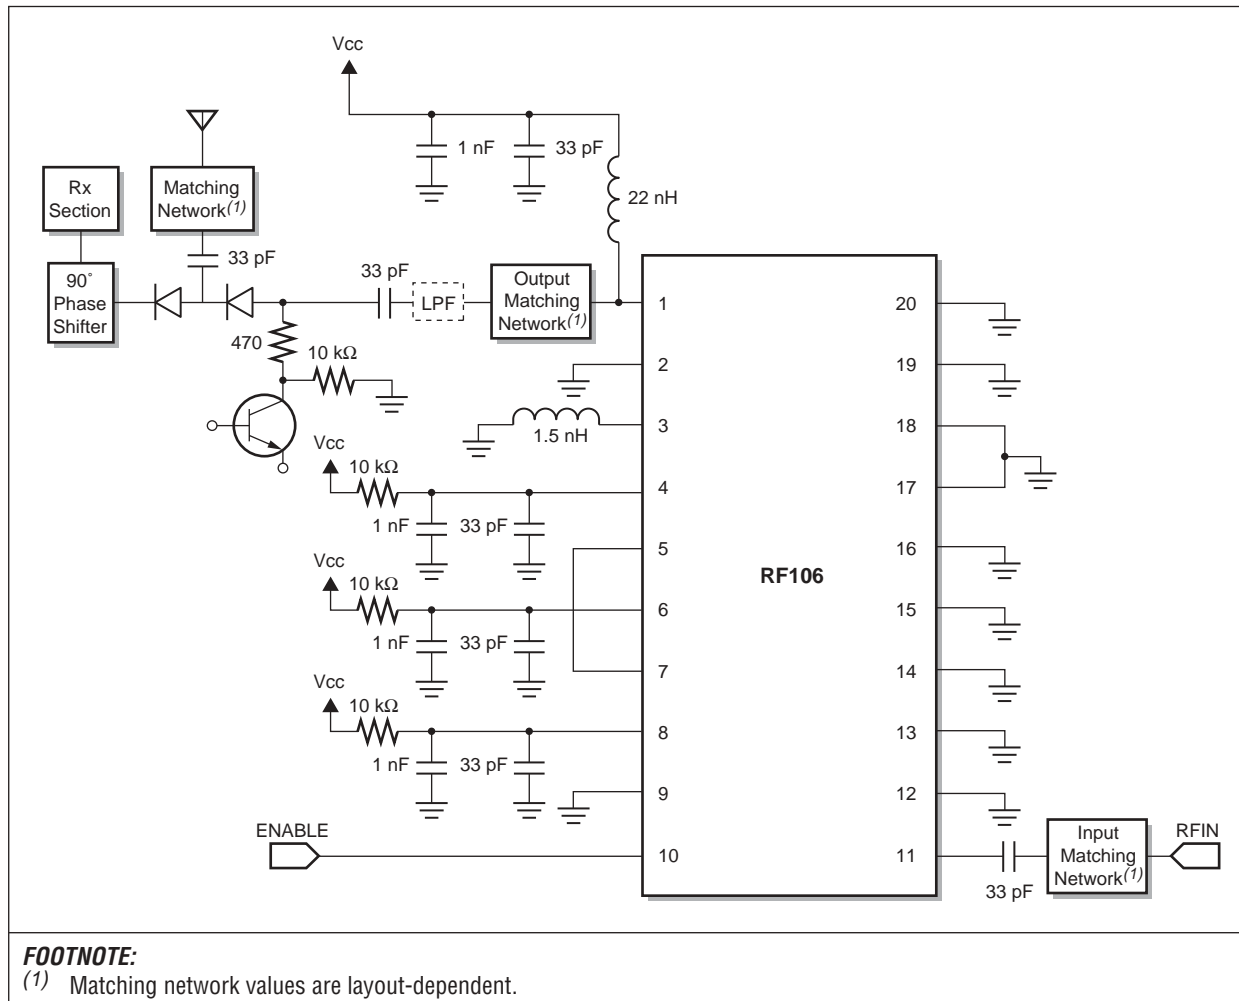 Vcc
1 nF
33 pF
22 nH
Rx
Section
Matching
Network(1)
33 pF
90°
Phase
Shifter
33 pF
LPF
Output
Matching
Network(1)
470
10 kΩ
1.5 nH
Vcc
10 kΩ
1 nF
33 pF
Vcc
10 kΩ
1 nF
33 pF
Vcc
10 kΩ
1 nF
33 pF
ENABLE
1
2
3
4
5
6
7
8
9
10
RF106
20
19
18
17
16
15
14
13
12
11
33 pF
Input
Matching
Network(1)
RFIN
FOOTNOTE:
(1) Matching network values are layout-dependent.